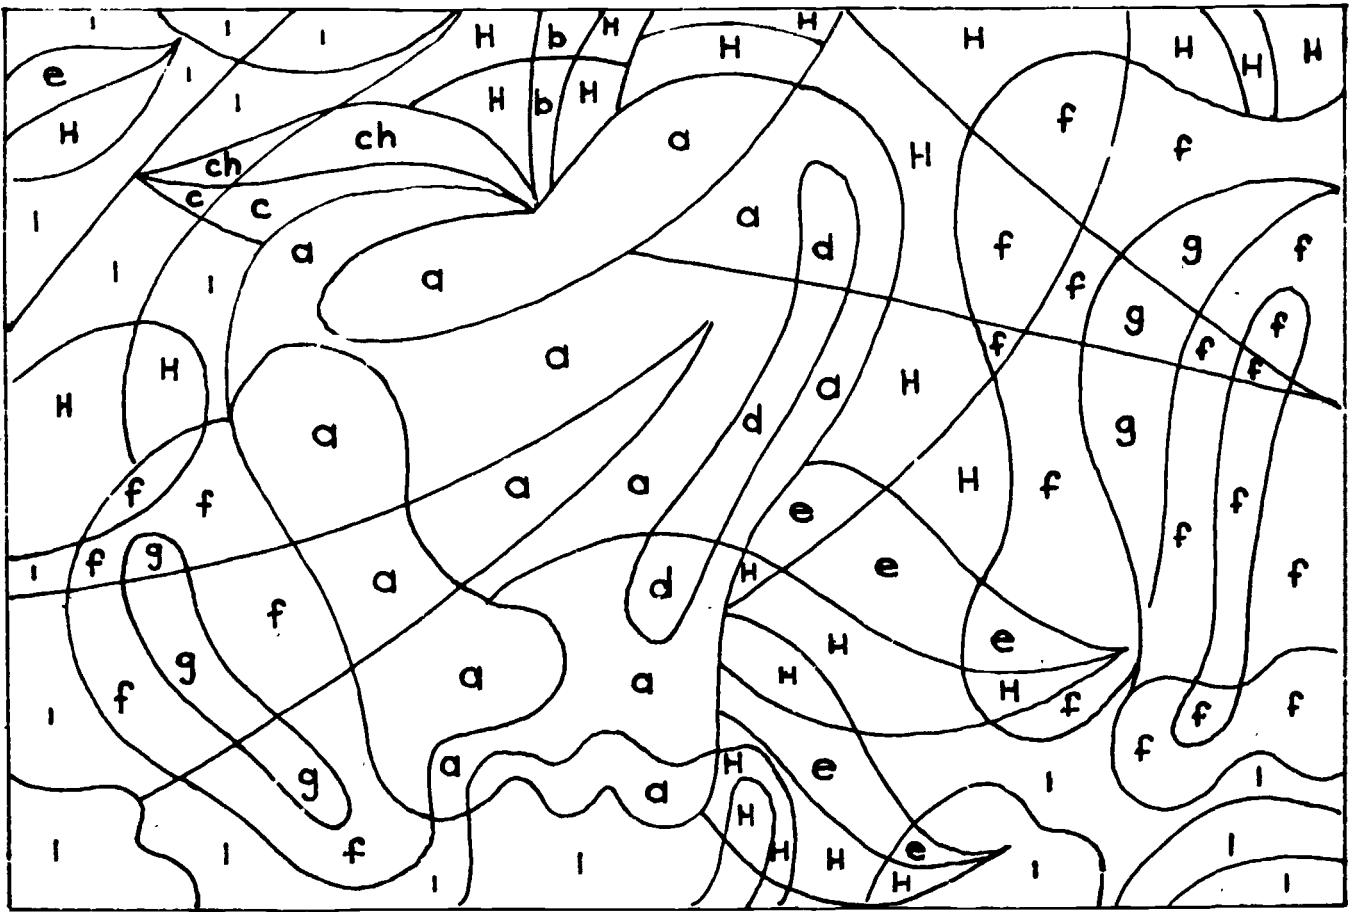 l l l H b H H H
e l H H H H
H l H b H
ch ch a H f f
l c c a a H
l l a a d f f g f
H a f g f f
H a a H f
H a d g
f f a a H f
l f g e f f
a d H e f
f a H e
g a a H H f
l f a H e l f f f
g a H l
l l f H H e l l
l l H l